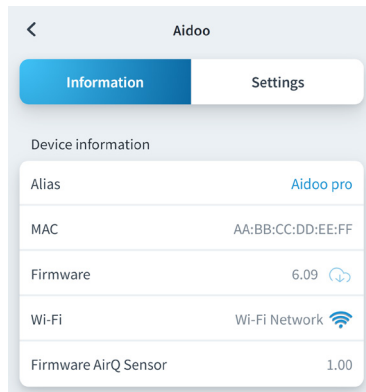 Aidoo
Information Settings
Device information
Alias Aidoo pro
MAC AA:BB:CC:DD:EE:FF
Firmware 6.09
Wi-Fi Wi-Fi Network
Firmware AirQ Sensor 1.00